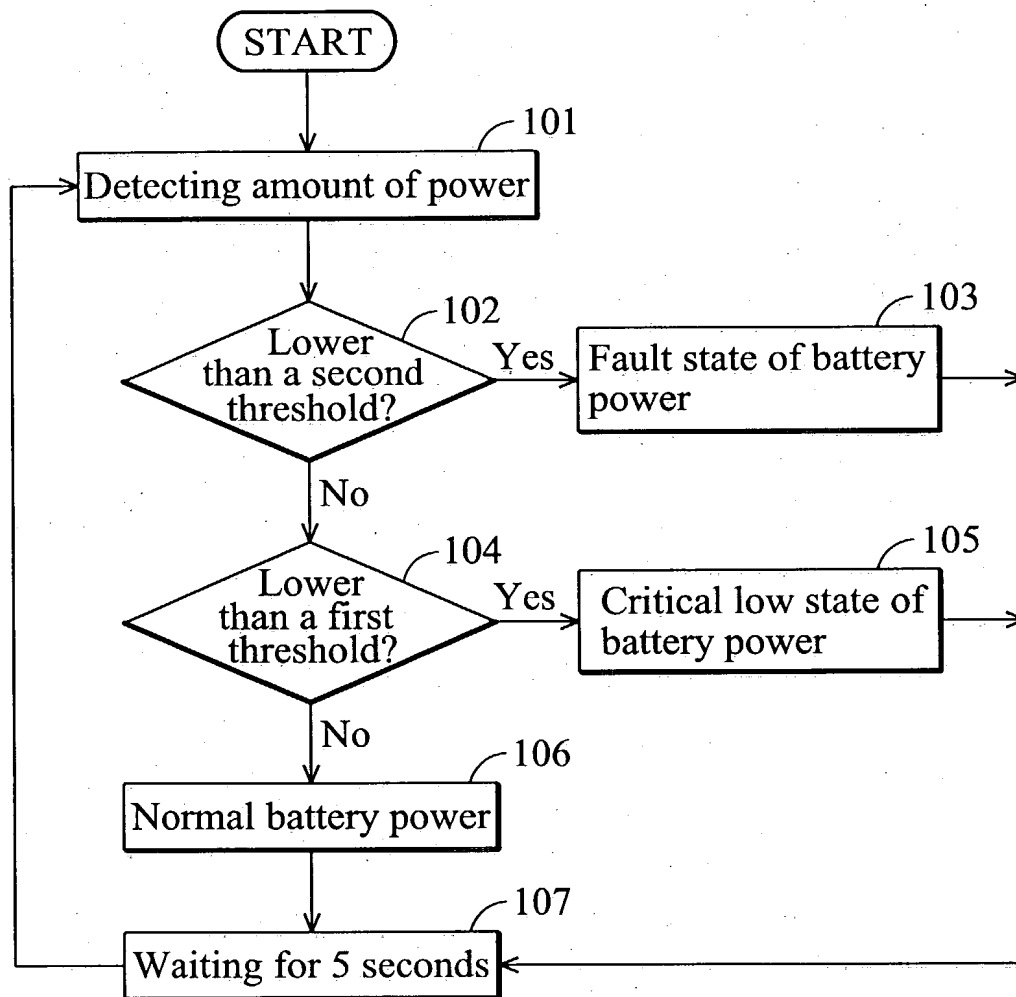 START
101
Detecting amount of power
102
Lower
than a second
threshold?
Yes
103
Fault state of battery
power
No
104
Lower
than a first
threshold?
Yes
105
Critical low state of
battery power
No
106
Normal battery power
107
Waiting for 5 seconds